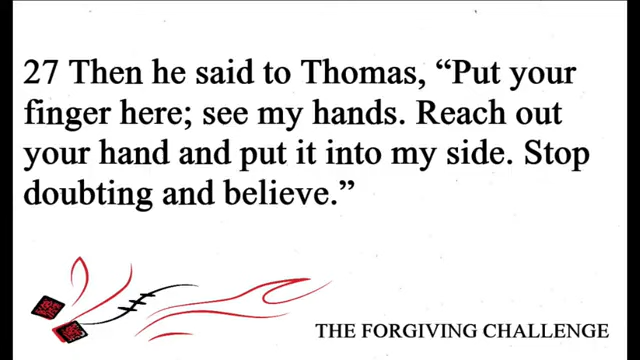 27 Then he said to Thomas, “Put your
finger here; see my hands. Reach out
your hand and put it into my side. Stop
doubting and believe.”
THE FORGIVING CHALLENGE